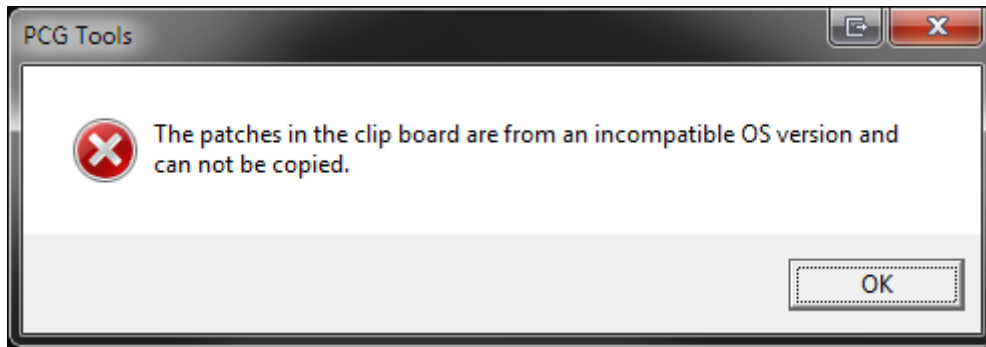 PCG Tools
The patches in the clip board are from an incompatible OS version and
can not be copied.
OK